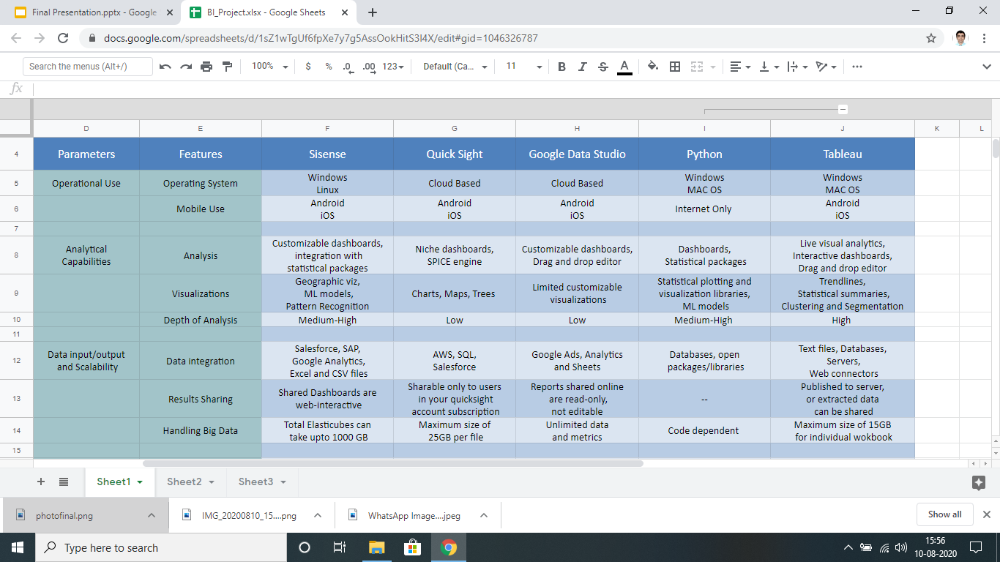 Final Presentation.pptx - Google
BI_Project.xlsx - Google Sheets
docs.google.com/spreadsheets/d/1sZ1wTgUf6fpXe7y7g5AssOokHitS3l4X/edit#gid=1046326787
Search the menus (Alt+/) 100% $ % .0 .00 123 Default (Ca... 11 B I S A
fx
D E F G H I J K L
4 Parameters Features Sisense Quick Sight Google Data Studio Python Tableau
5 Operational Use Operating System Windows Cloud Based Cloud Based Windows Windows
Linux MAC OS MAC OS
6 Mobile Use Android Android Android Internet Only Android
iOS iOS iOS iOS
7
8 Analytical Analysis Customizable dashboards, Niche dashboards, Customizable dashboards, Dashboards, Live visual analytics,
Capabilities integration with SPICE engine Drag and drop editor Statistical packages Interactive dashboards,
statistical packages Drag and drop editor
9 Visualizations Geographic viz, Charts, Maps, Trees Limited customizable Statistical plotting and Trendlines,
ML models, visualizations visualization libraries, Statistical summaries,
Pattern Recognition ML models Clustering and Segmentation
10 Depth of Analysis Medium-High Low Low Medium-High High
11
12 Data input/output Data integration Salesforce, SAP, AWS, SQL, Google Ads, Analytics Databases, open Text files, Databases,
and Scalability Google Analytics, Salesforce and Sheets packages/libraries Servers,
Excel and CSV files Web connectors
13 Results Sharing Shared Dashboards are Sharable only to users Reports shared online -- Published to server,
web-interactive in your quicksight are read-only, or extracted data
account subscription not editable can be shared
14 Handling Big Data Total Elasticubes can Maximum size of Unlimited data Code dependent Maximum size of 15GB
take upto 1000 GB 25GB per file and metrics for individual wokbook
15
Sheet1 Sheet2 Sheet3
photofinal.png IMG_20200810_15....png WhatsApp Image....jpeg Show all
Type here to search
15:56
10-08-2020